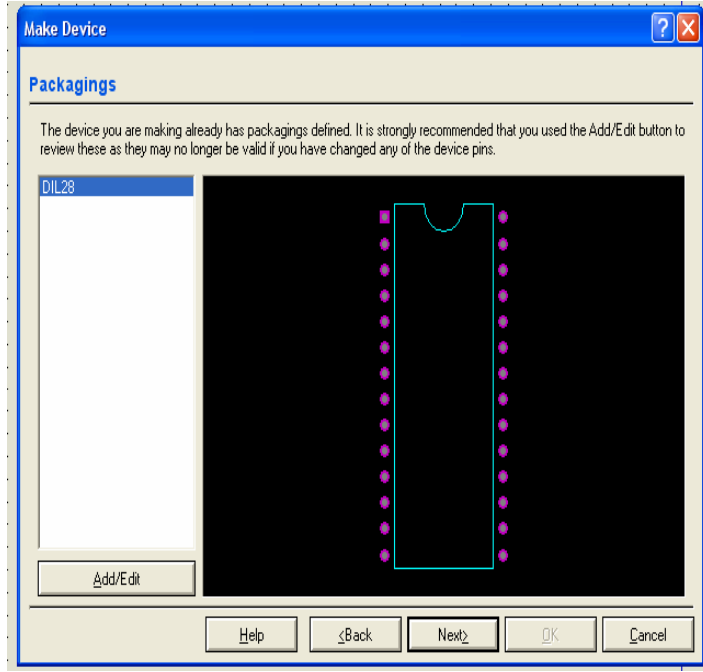 Make Device
Packagings
The device you are making already has packagings defined. It is strongly recommended that you used the Add/Edit button to
review these as they may no longer be valid if you have changed any of the device pins.
DIL28
Add/Edit
Help
<Back
Next>
OK
Cancel